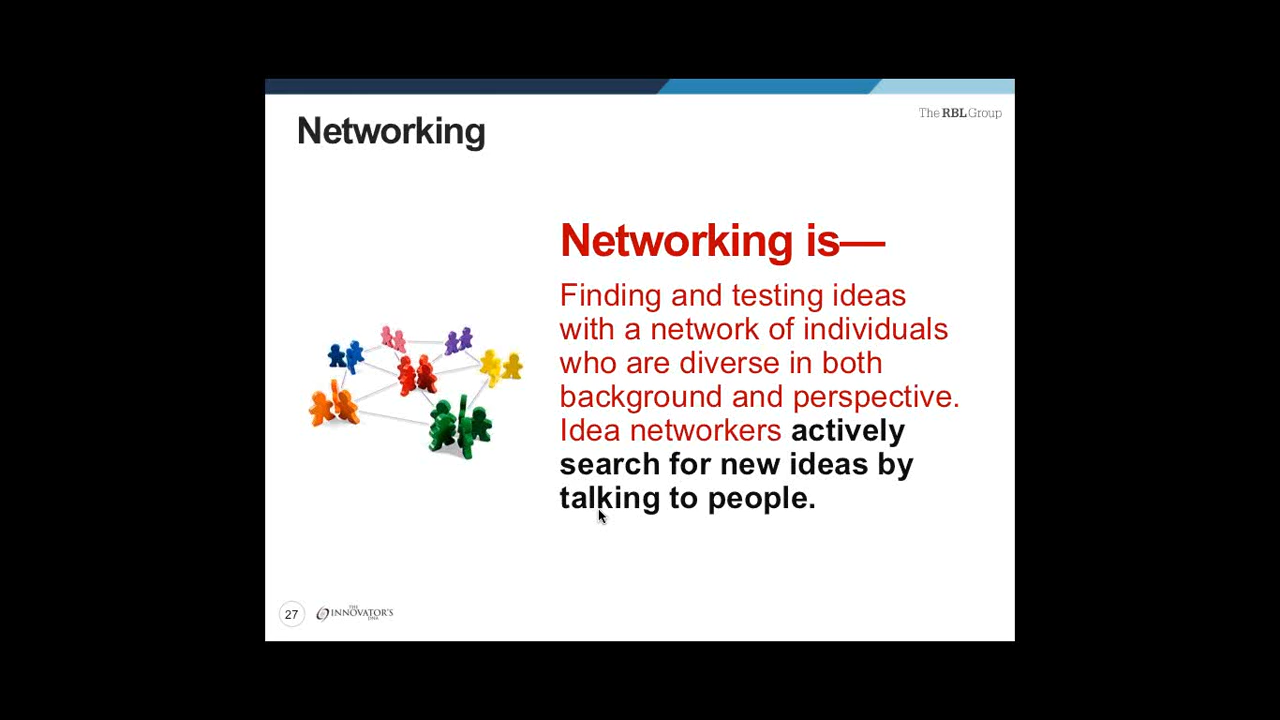 The RBL Group
Networking
Networking is—
Finding and testing ideas
with a network of individuals
who are diverse in both
background and perspective.
Idea networkers actively
search for new ideas by
talking to people.
27
THE
INNOVATOR'S
DNA